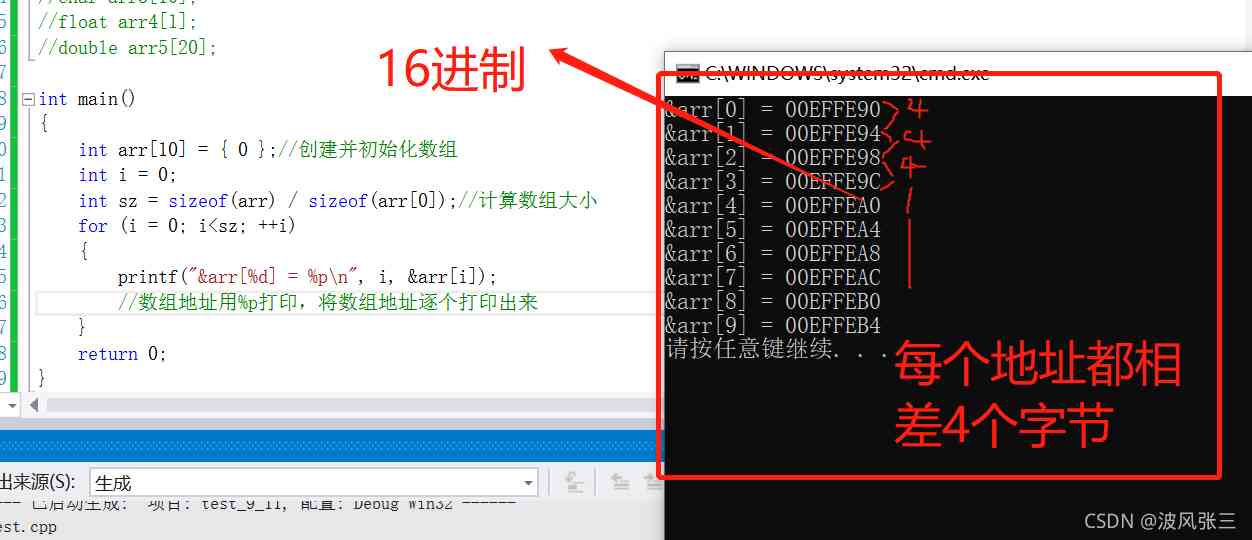 //float arr4[1];
//double arr5[20];
int main()
{
int arr[10] = { 0 };//创建并初始化数组
int i = 0;
int sz = sizeof(arr) / sizeof(arr[0]);//计算数组大小
for (i = 0; i<sz; ++i)
{
printf("&arr[%d] = %p\n", i, &arr[i]);
//数组地址用%p打印，将数组地址逐个打印出来
}
return 0;
}
16进制
C:\WINDOWS\system32\cmd.exe
&arr[0] = 00EFFE90
4
&arr[1] = 00EFFE94
4
&arr[2] = 00EFFE98
4
&arr[3] = 00EFFE9C
&arr[4] = 00EFFEA0
&arr[5] = 00EFFEA4
&arr[6] = 00EFFEA8
&arr[7] = 00EFFEAC
&arr[8] = 00EFFEB0
&arr[9] = 00EFFEB4
请按任意键继续. . .
每个地址都相
差4个字节
出来源(S):
生成
--- 已启动生成: 项目: test_9_11, 配置: Debug Win32 ------
est.cpp
CSDN @波风张三